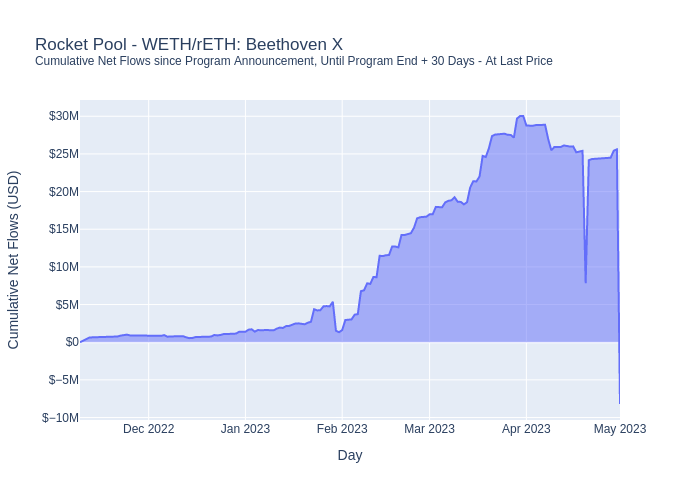 Rocket Pool - WETH/rETH: Beethoven X
Cumulative Net Flows since Program Announcement, Until Program End + 30 Days - At Last Price
Cumulative Net Flows (USD)
$30M
$25M
$20M
$15M
$10M
$5M
$0
$−5M
$−10M
Dec 2022
Jan 2023
Feb 2023
Mar 2023
Apr 2023
May 2023
Day